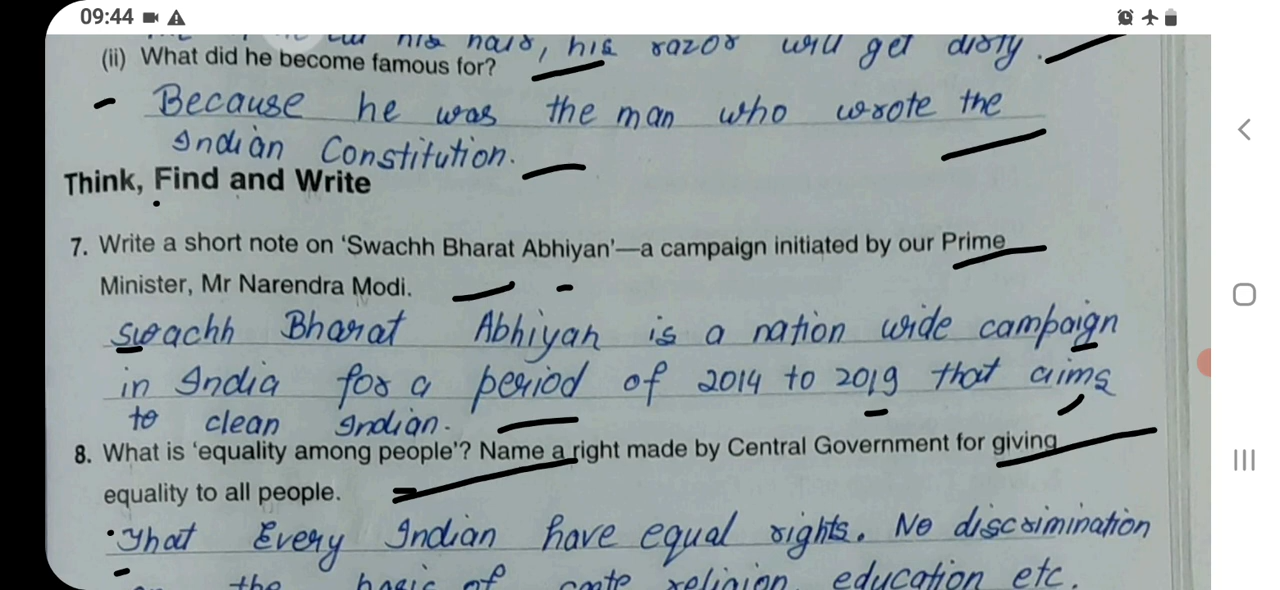 09:44
his hair, his razor will get dirty.
(ii) What did he become famous for?
Because he was the man who wrote the
Indian Constitution.
Think, Find and Write
7. Write a short note on ‘Swachh Bharat Abhiyan’—a campaign initiated by our Prime
Minister, Mr Narendra Modi.
Swachh Bharat Abhiyan is a nation wide campaign
in India for a period of 2014 to 2019 that aims
to clean Indian.
8. What is ‘equality among people’? Name a right made by Central Government for giving
equality to all people.
That Every Indian have equal rights. No discrimination
the basic of caste religion education etc.